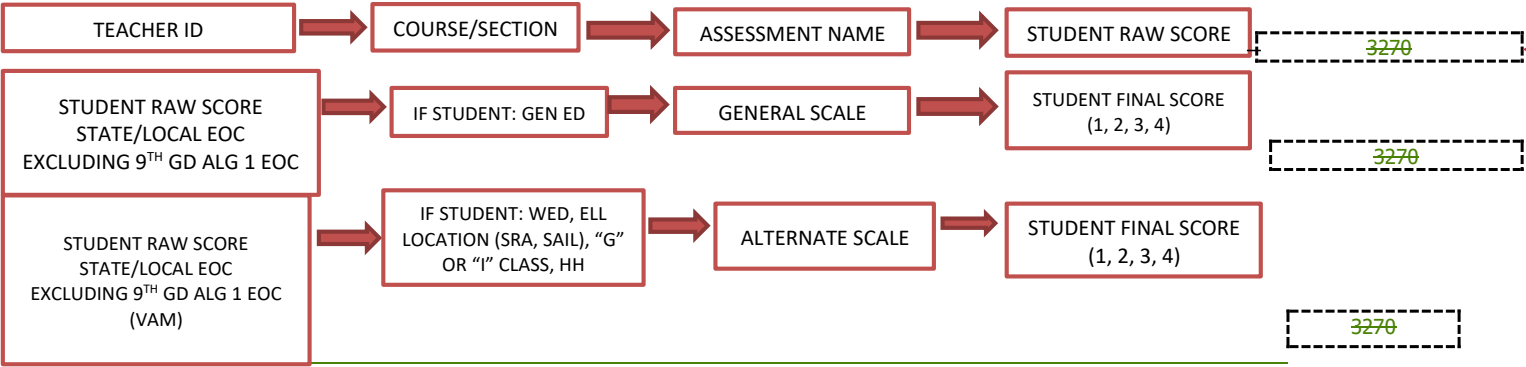 TEACHER ID
COURSE/SECTION
ASSESSMENT NAME
STUDENT RAW SCORE
3270
STUDENT RAW SCORE
STATE/LOCAL EOC
EXCLUDING 9TH GD ALG 1 EOC
IF STUDENT: GEN ED
GENERAL SCALE
STUDENT FINAL SCORE
(1, 2, 3, 4)
3270
STUDENT RAW SCORE
STATE/LOCAL EOC
EXCLUDING 9TH GD ALG 1 EOC
(VAM)
IF STUDENT: WED, ELL
LOCATION (SRA, SAIL), “G”
OR “I” CLASS, HH
ALTERNATE SCALE
STUDENT FINAL SCORE
(1, 2, 3, 4)
3270